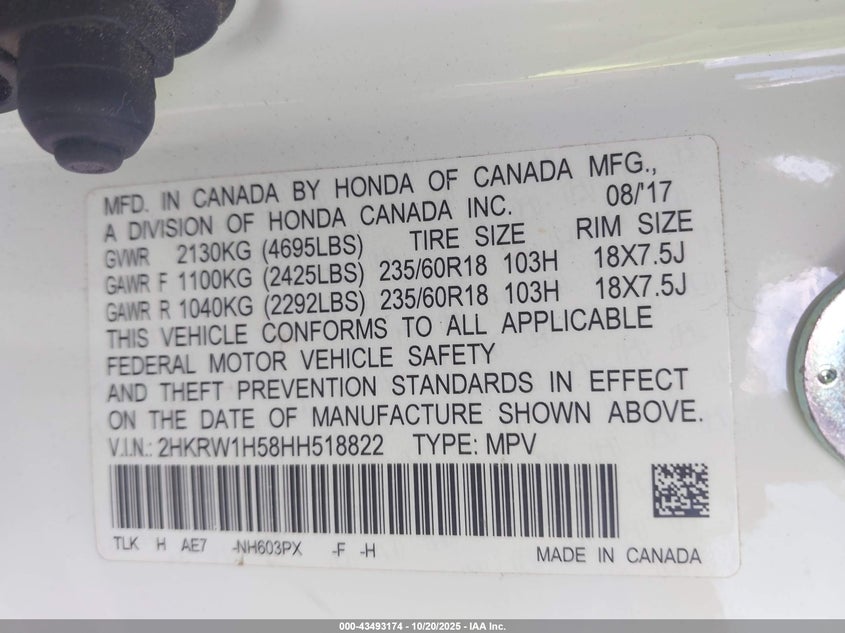 MFD. IN CANADA BY HONDA OF CANADA MFG.,
A DIVISION OF HONDA CANADA INC. 08/'17
GVWR 2130KG (4695LBS) TIRE SIZE RIM SIZE
GAWR F 1100KG (2425LBS) 235/60R18 103H 18X7.5J
GAWR R 1040KG (2292LBS) 235/60R18 103H 18X7.5J
THIS VEHICLE CONFORMS TO ALL APPLICABLE
FEDERAL MOTOR VEHICLE SAFETY
AND THEFT PREVENTION STANDARDS IN EFFECT
ON THE DATE OF MANUFACTURE SHOWN ABOVE.
V.I.N.: 2HKRW1H58HH518822 TYPE: MPV
TLK H AE7 -NH603PX -F -H MADE IN CANADA
000-43493174 - 10/20/2025 - IAA Inc.